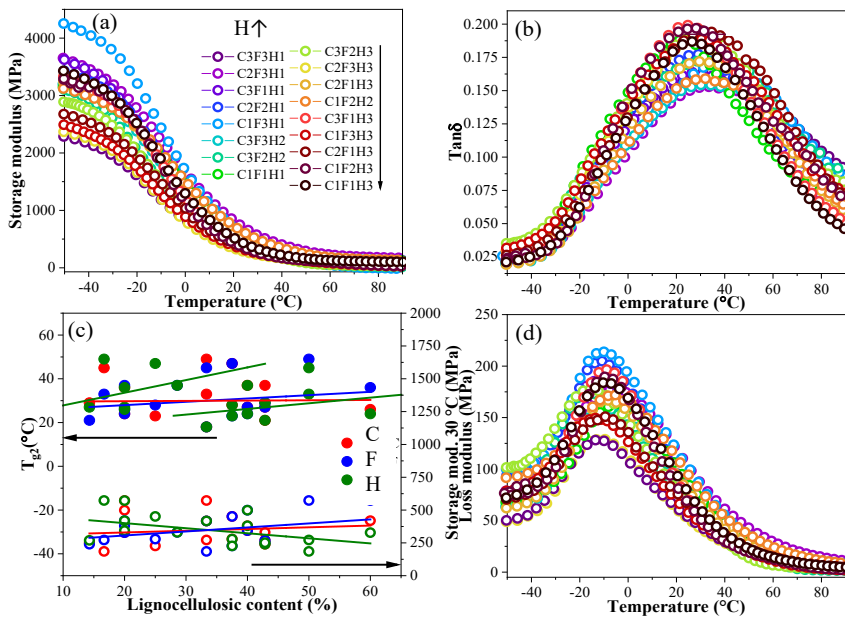 (a)
H↑
Storage modulus (MPa)
4000
3000
2000
1000
0
-40 -20 0 20 40 60 80
Temperature (°C)
C3F3H1
C2F3H1
C3F1H1
C2F2H1
C1F3H1
C3F3H2
C3F2H2
C1F1H1
C3F2H3
C2F3H3
C2F1H3
C1F2H2
C3F1H3
C1F3H3
C2F1H3
C1F2H3
C1F1H3
(b)
Tanδ
0.200
0.175
0.150
0.125
0.100
0.075
0.050
0.025
-40 -20 0 20 40 60 80
Temperature (°C)
(c)
Tg2(°C)
60
40
20
0
-20
-40
10 20 30 40 50 60
Lignocellulosic content (%)
C
F
H
2000
1750
1500
1250
1000
750
500
250
0
Storage mod. 30 °C (MPa)
(d)
Loss modulus (MPa)
250
200
150
100
50
0
-40 -20 0 20 40 60 80
Temperature (°C)